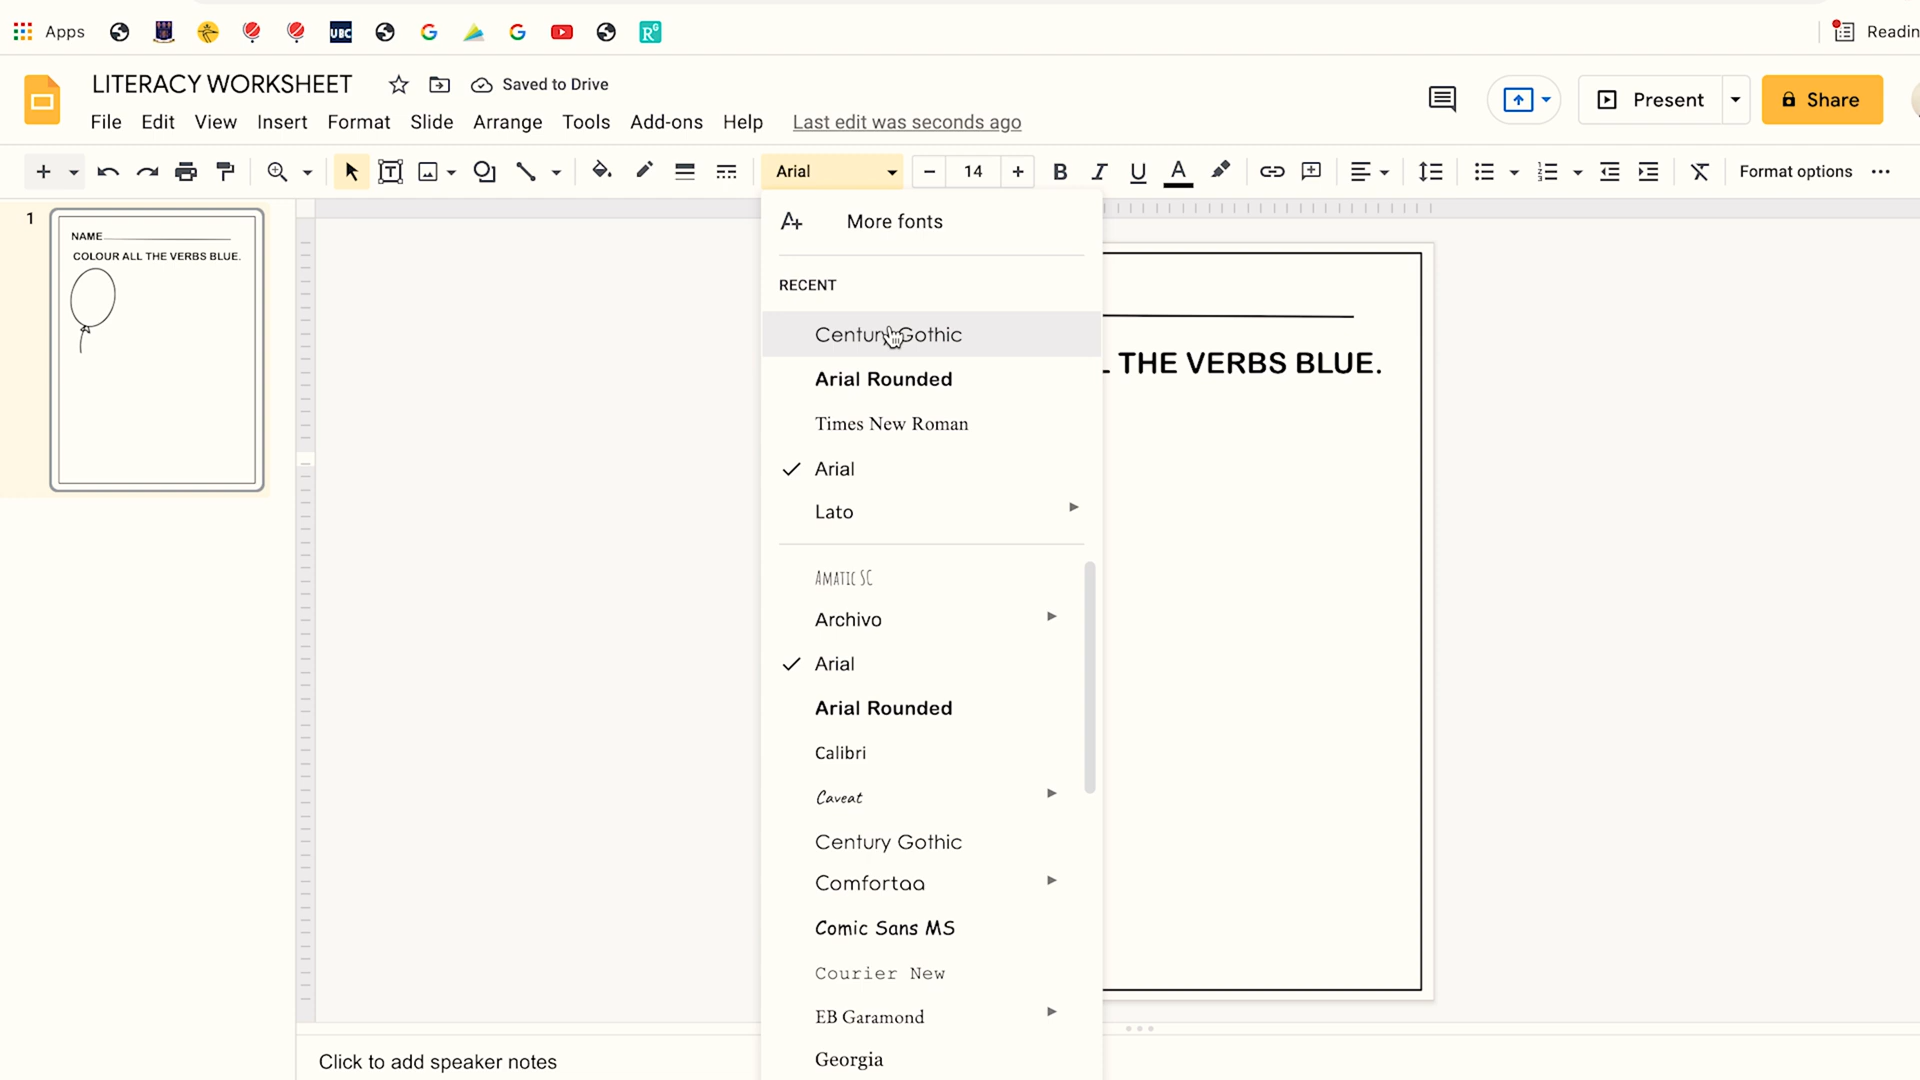 Apps
UBC
Readin
LITERACY WORKSHEET
Saved to Drive
Present
Share
File Edit View Insert Format Slide Arrange Tools Add-ons Help Last edit was seconds ago
Arial
14
Format options
1
NAME
COLOUR ALL THE VERBS BLUE.
More fonts
RECENT
Century Gothic
Arial Rounded
Times New Roman
Arial
Lato
AMATIC SC
Archivo
Arial
Arial Rounded
Calibri
Caveat
Century Gothic
Comfortaa
Comic Sans MS
Courier New
EB Garamond
Georgia
THE VERBS BLUE.
Click to add speaker notes